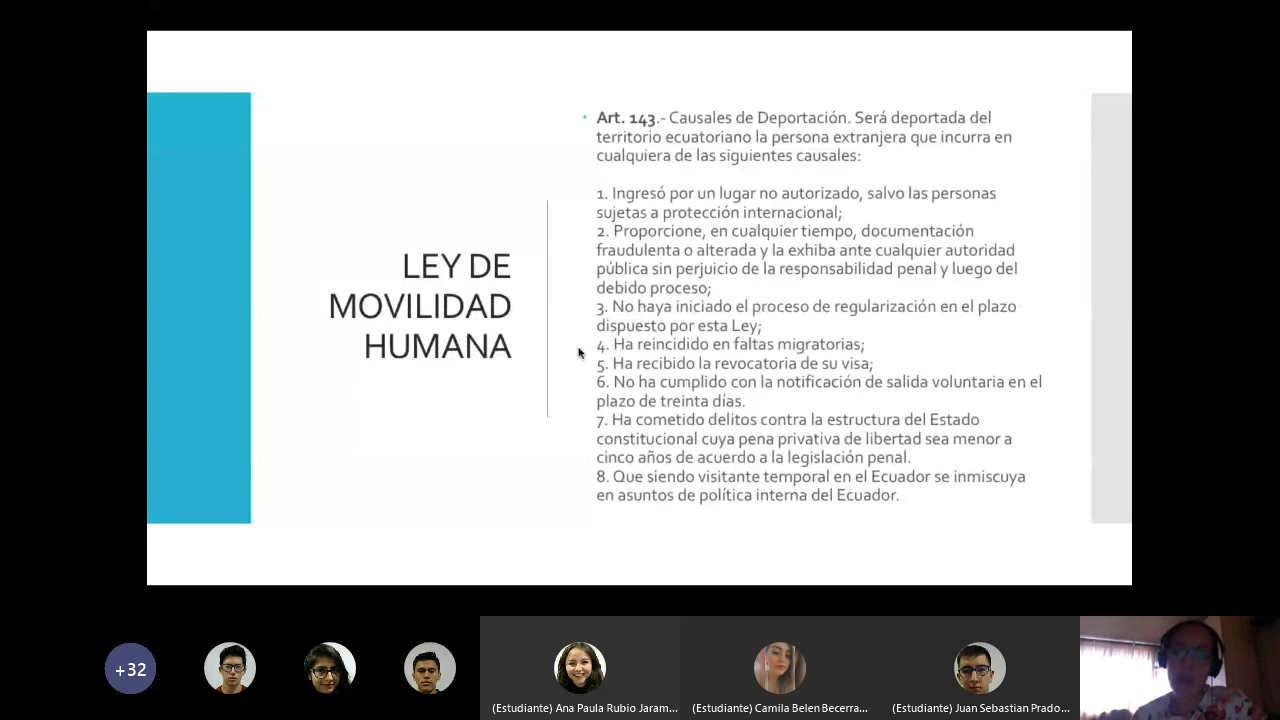 LEY DE
MOVILIDAD
HUMANA
• Art. 143.- Causales de Deportación. Será deportada del
territorio ecuatoriano la persona extranjera que incurra en
cualquiera de las siguientes causales:
1. Ingresó por un lugar no autorizado, salvo las personas
sujetas a protección internacional;
2. Proporcione, en cualquier tiempo, documentación
fraudulenta o alterada y la exhiba ante cualquier autoridad
pública sin perjuicio de la responsabilidad penal y luego del
debido proceso;
3. No haya iniciado el proceso de regularización en el plazo
dispuesto por esta Ley;
4. Ha reincidido en faltas migratorias;
5. Ha recibido la revocatoria de su visa;
6. No ha cumplido con la notificación de salida voluntaria en el
plazo de treinta días.
7. Ha cometido delitos contra la estructura del Estado
constitucional cuya pena privativa de libertad sea menor a
cinco años de acuerdo a la legislación penal.
8. Que siendo visitante temporal en el Ecuador se inmiscuya
en asuntos de política interna del Ecuador.
+32
(Estudiante) Ana Paula Rubio Jaram...
(Estudiante) Camila Belen Becerra...
(Estudiante) Juan Sebastian Prado...